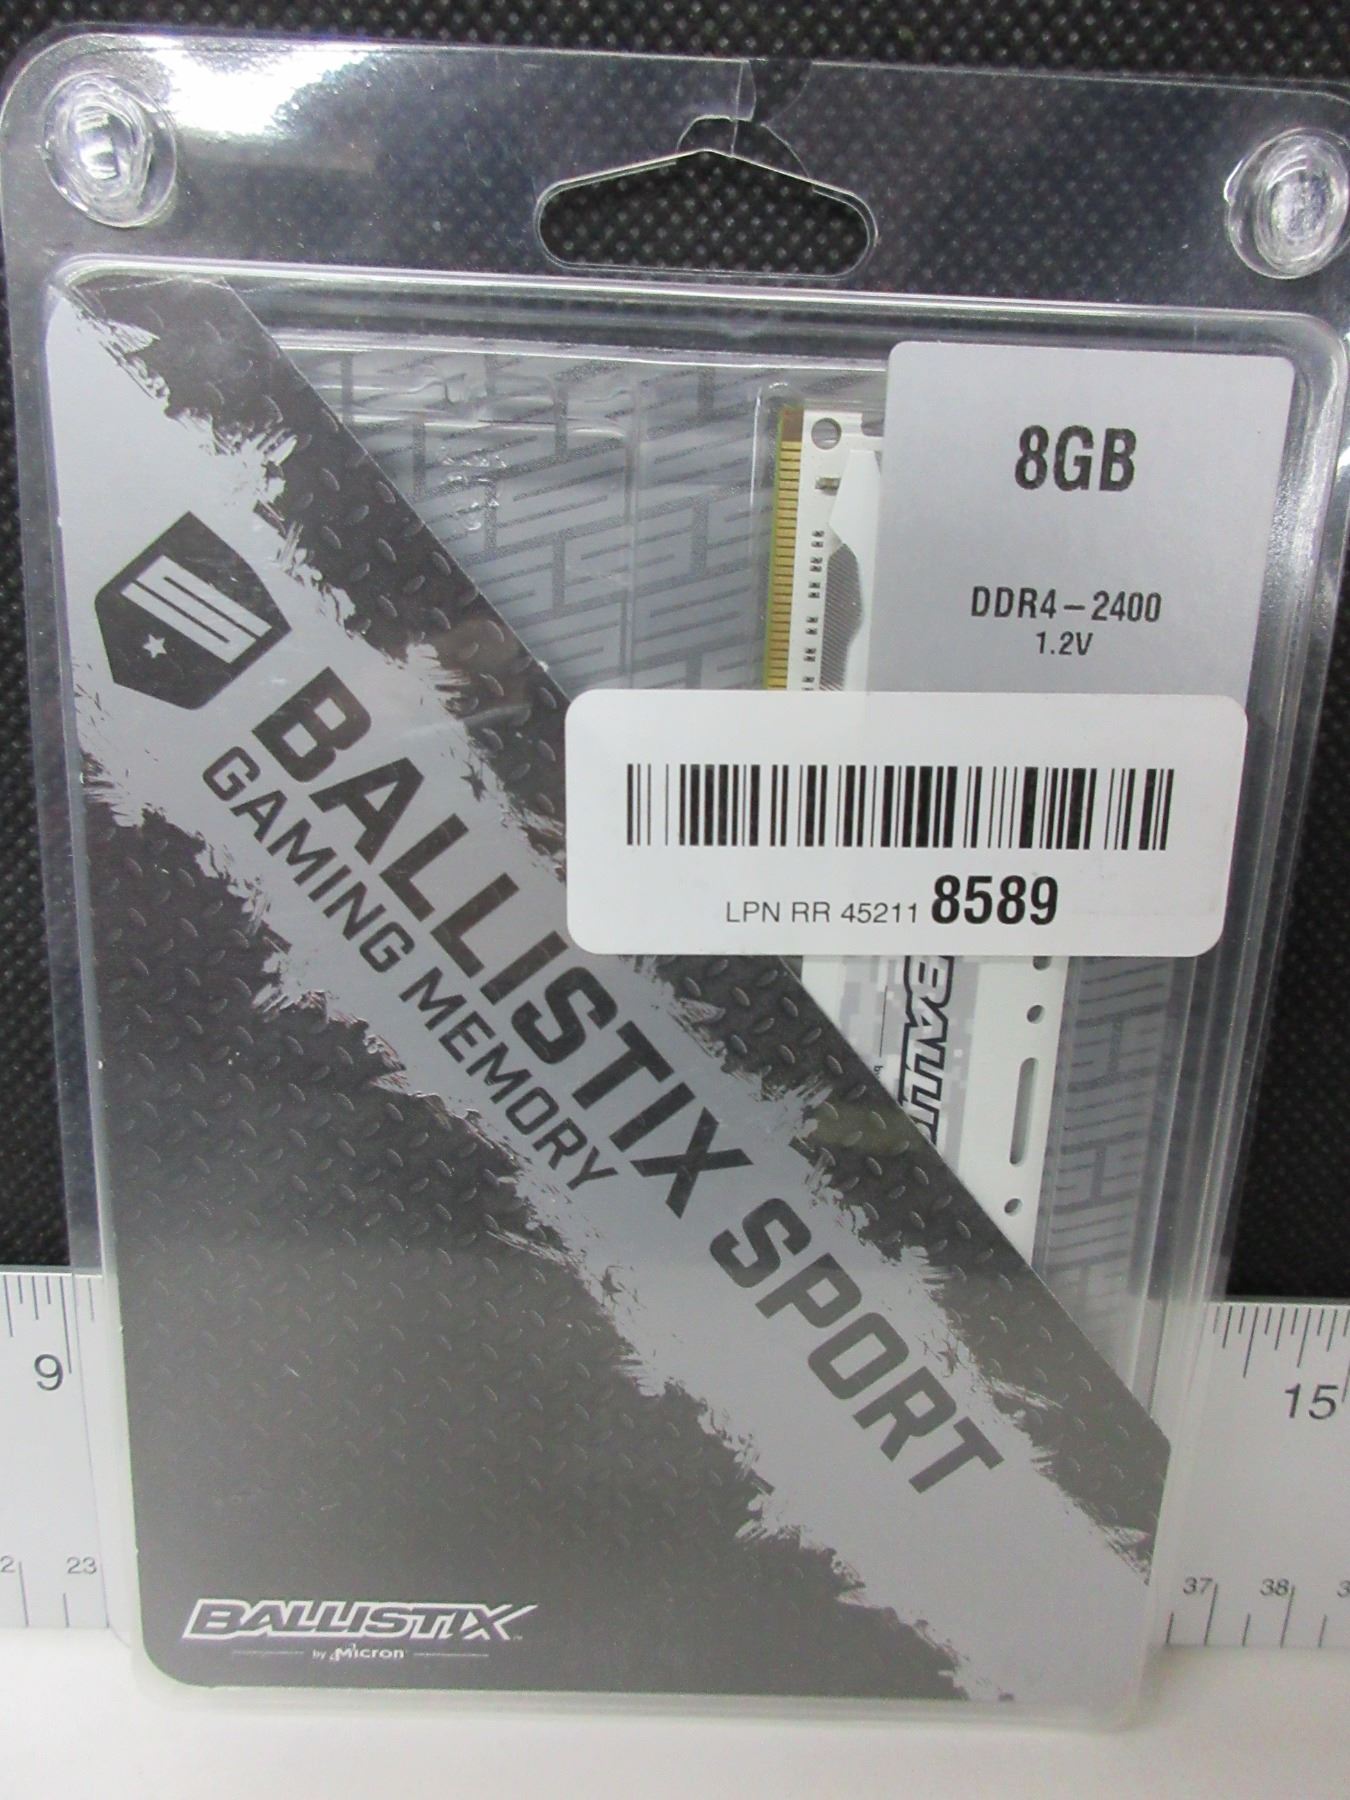 8GB
DDR4-2400
1.2V
LPN RR 45211 8589
BALLISTIX SPORT
GAMING MEMORY
BALLISTIX
by Micron
9
15
23
37
38